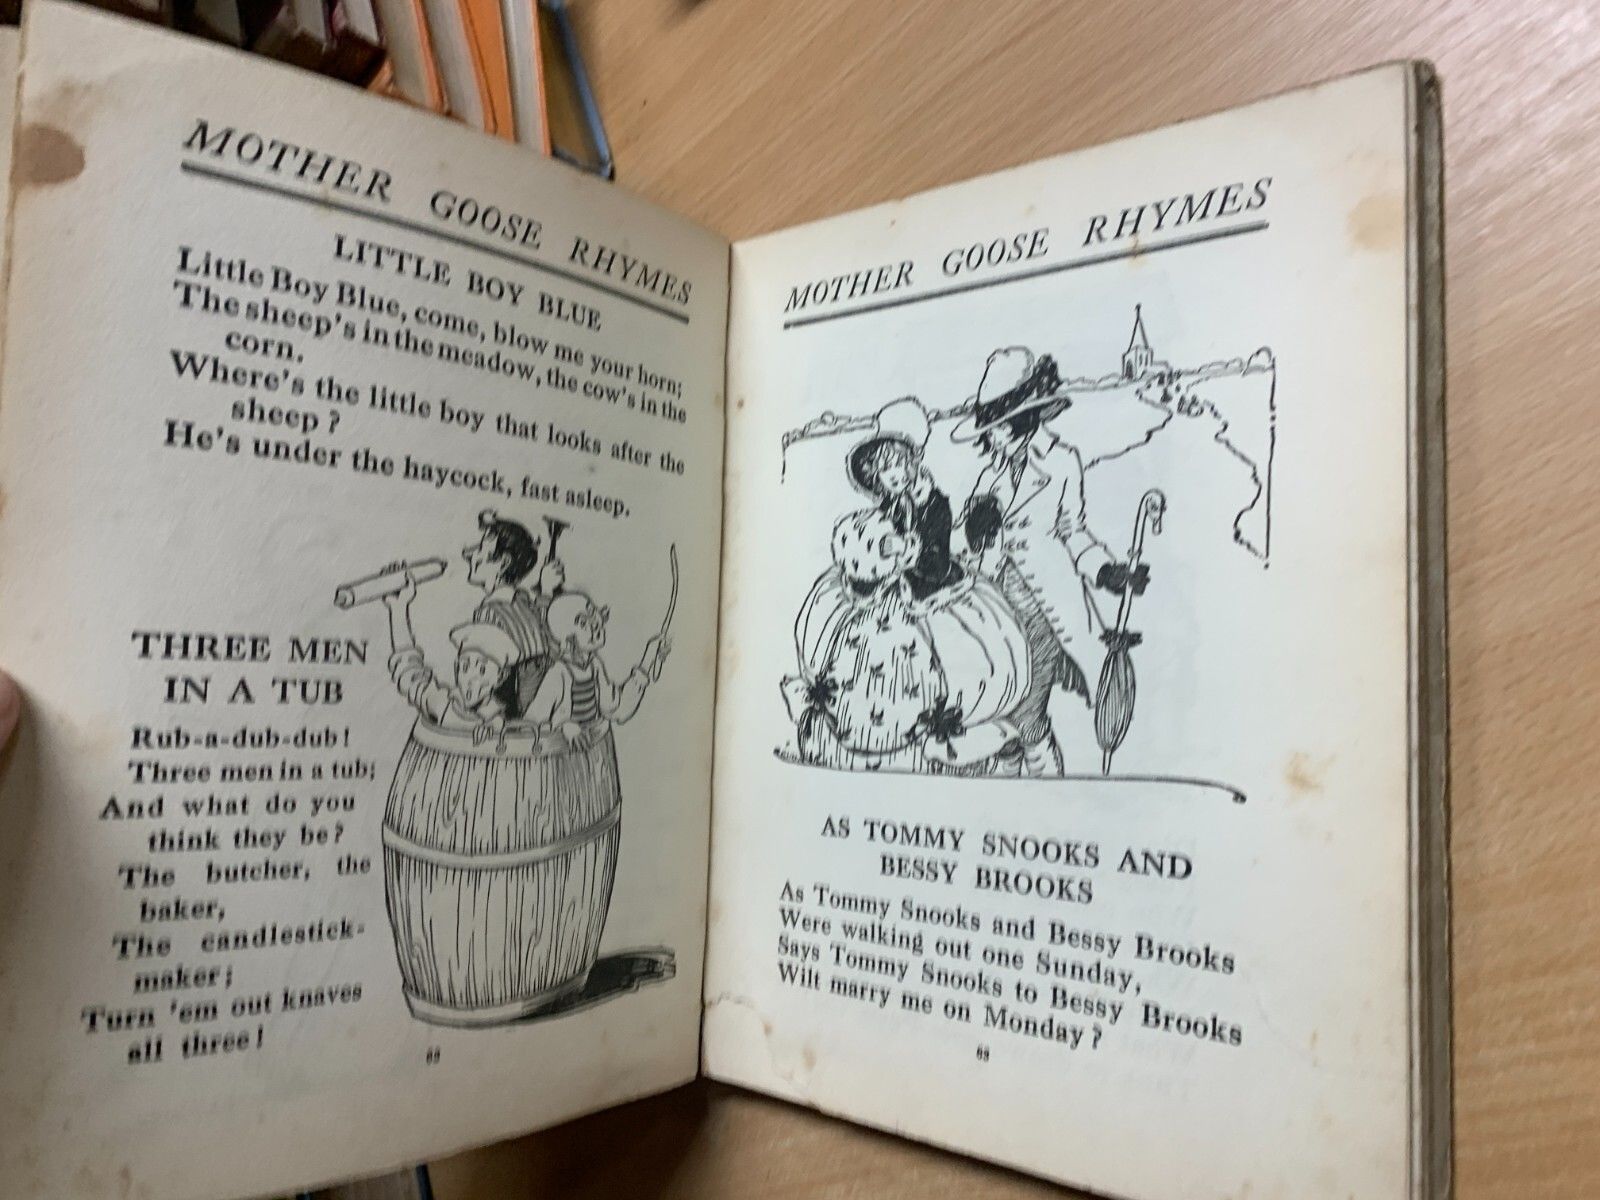 MOTHER GOOSE RHYMES
LITTLE BOY BLUE
Little Boy Blue, come, blow me your horn;
The sheep's in the meadow, the cow's in the
corn.
Where's the little boy that looks after the
sheep?
He's under the haycock, fast asleep.
THREE MEN
IN A TUB
Rub-a-dub-dub!
Three men in a tub;
And what do you
think they be?
The butcher, the
baker,
The candlestick-
maker;
Turn 'em out knaves
all three!
MOTHER GOOSE RHYMES
AS TOMMY SNOOKS AND
BESSY BROOKS
As Tommy Snooks and Bessy Brooks
Were walking out one Sunday,
Says Tommy Snooks to Bessy Brooks
Wilt marry me on Monday?